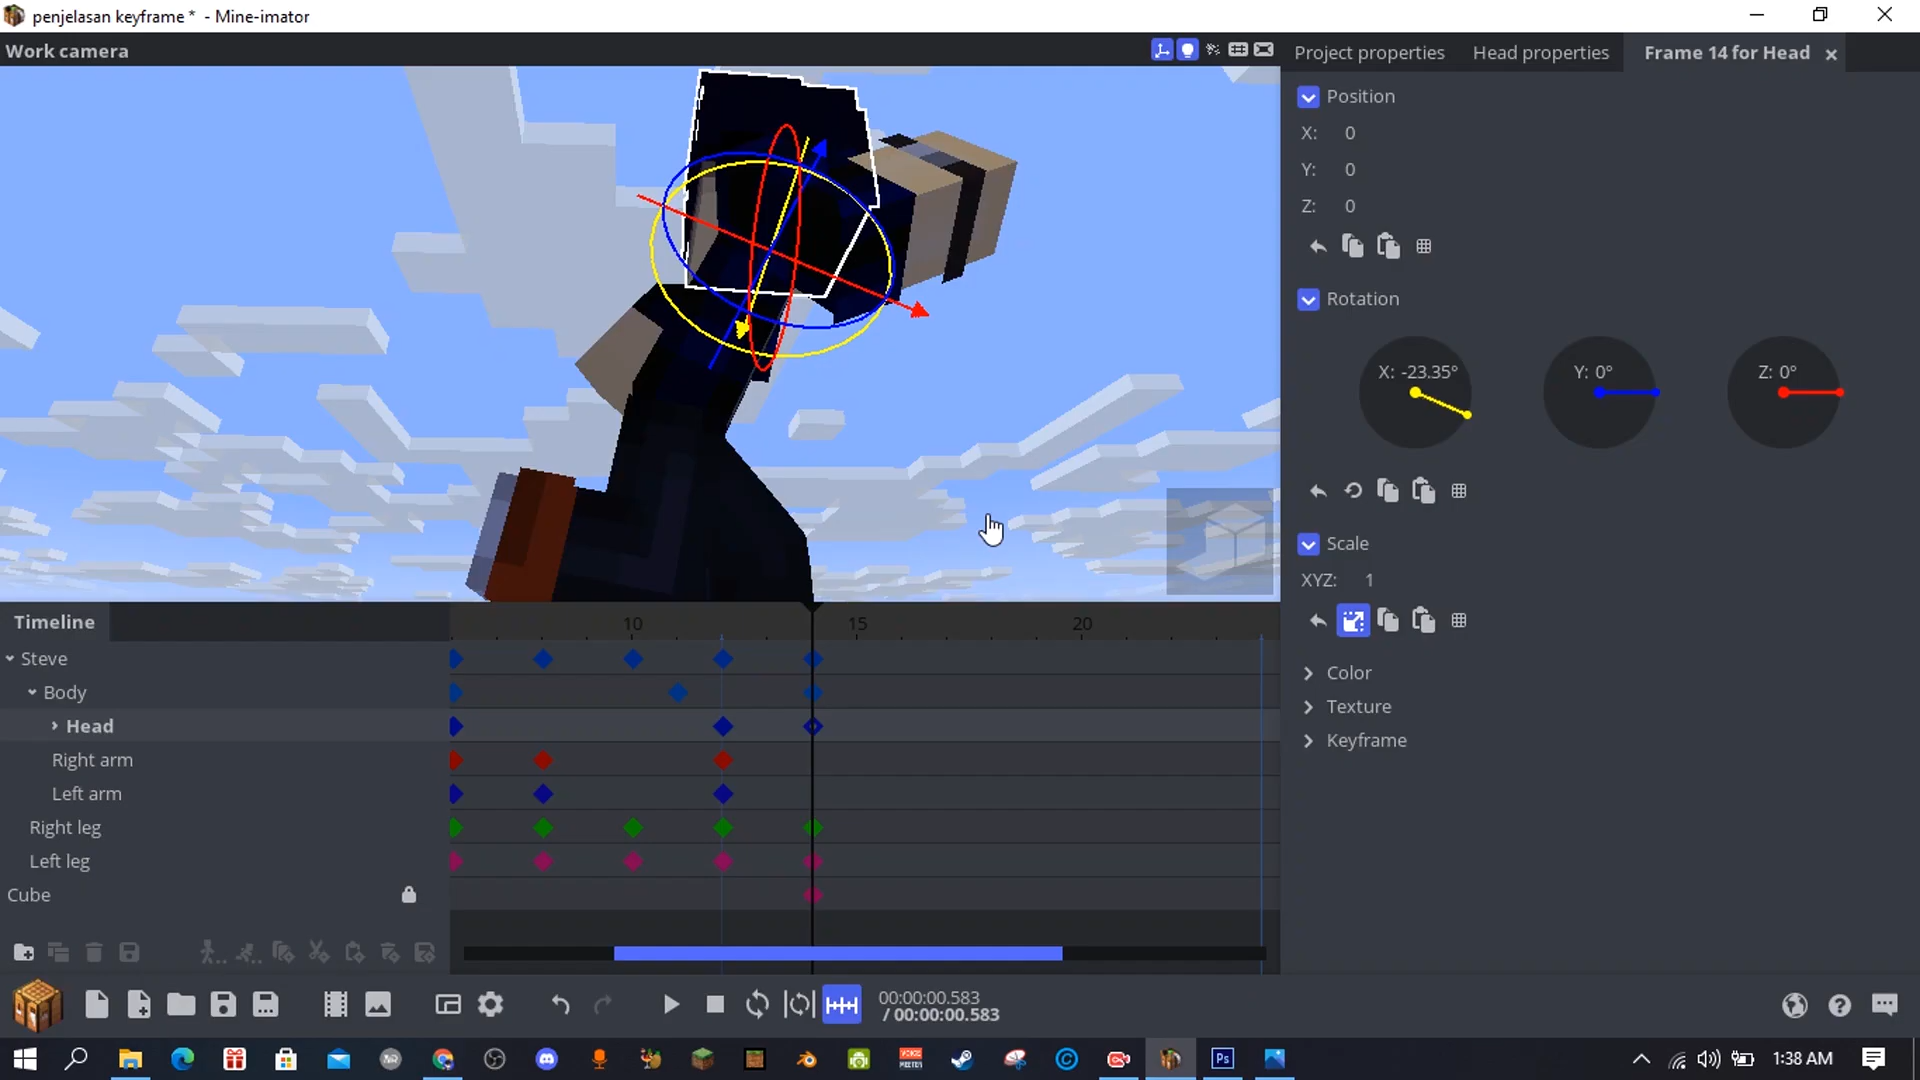 penjelasan keyframe * - Mine-imator
Work camera
Project properties
Head properties
Frame 14 for Head
Position
X: 0
Y: 0
Z: 0
Rotation
X: -23.35°
Y: 0°
Z: 0°
Scale
XYZ: 1
Color
Texture
Keyframe
Timeline
10
15
20
Steve
Body
Head
Right arm
Left arm
Right leg
Left leg
Cube
00:00:00.583
/ 00:00:00.583
Ps
1:38 AM